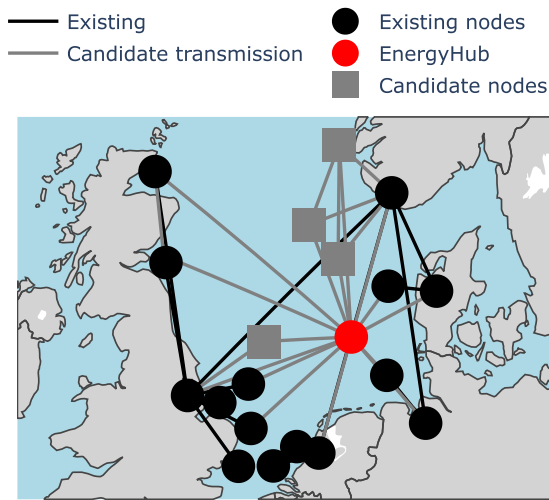 Existing
Candidate transmission
Existing nodes
EnergyHub
Candidate nodes